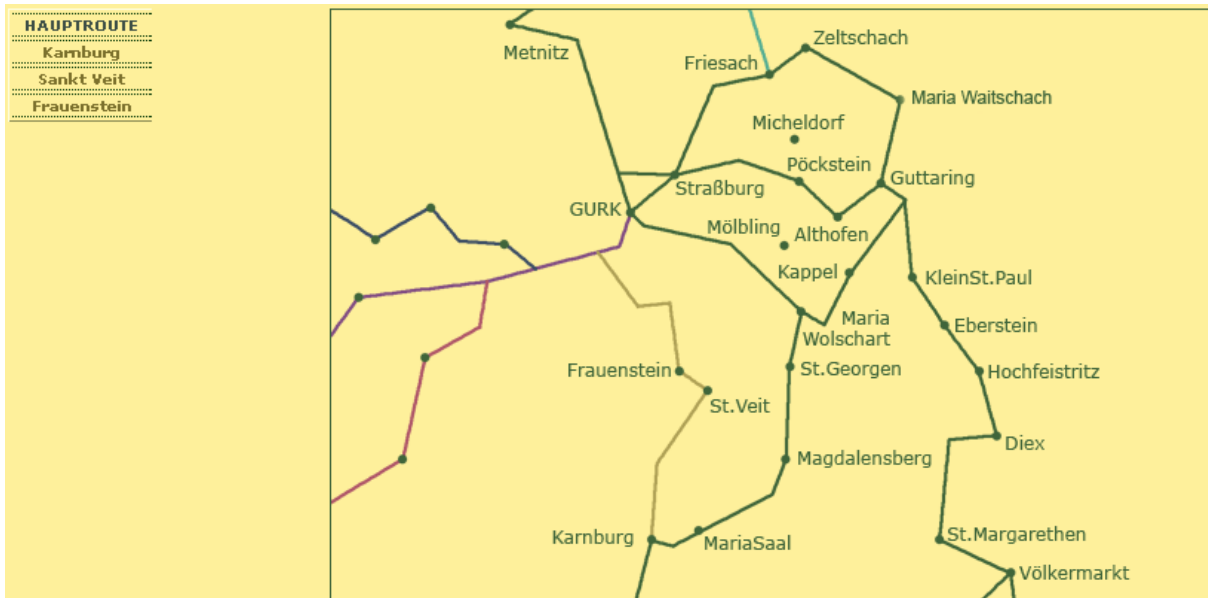 HAUPTROUTE
Karnburg
Sankt Veit
Frauenstein
Zeltschach
Metnitz
Friesach
Maria Waitschach
Micheldorf
Pöckstein
Guttaring
Straßburg
GURK
Mölbling
Althofen
Kappel
KleinSt.Paul
Maria
Wolschart
Eberstein
Frauenstein
St.Georgen
Hochfeistritz
St.Veit
Diex
Magdalensberg
Karnburg
MariaSaal
St.Margarethen
Völkermarkt